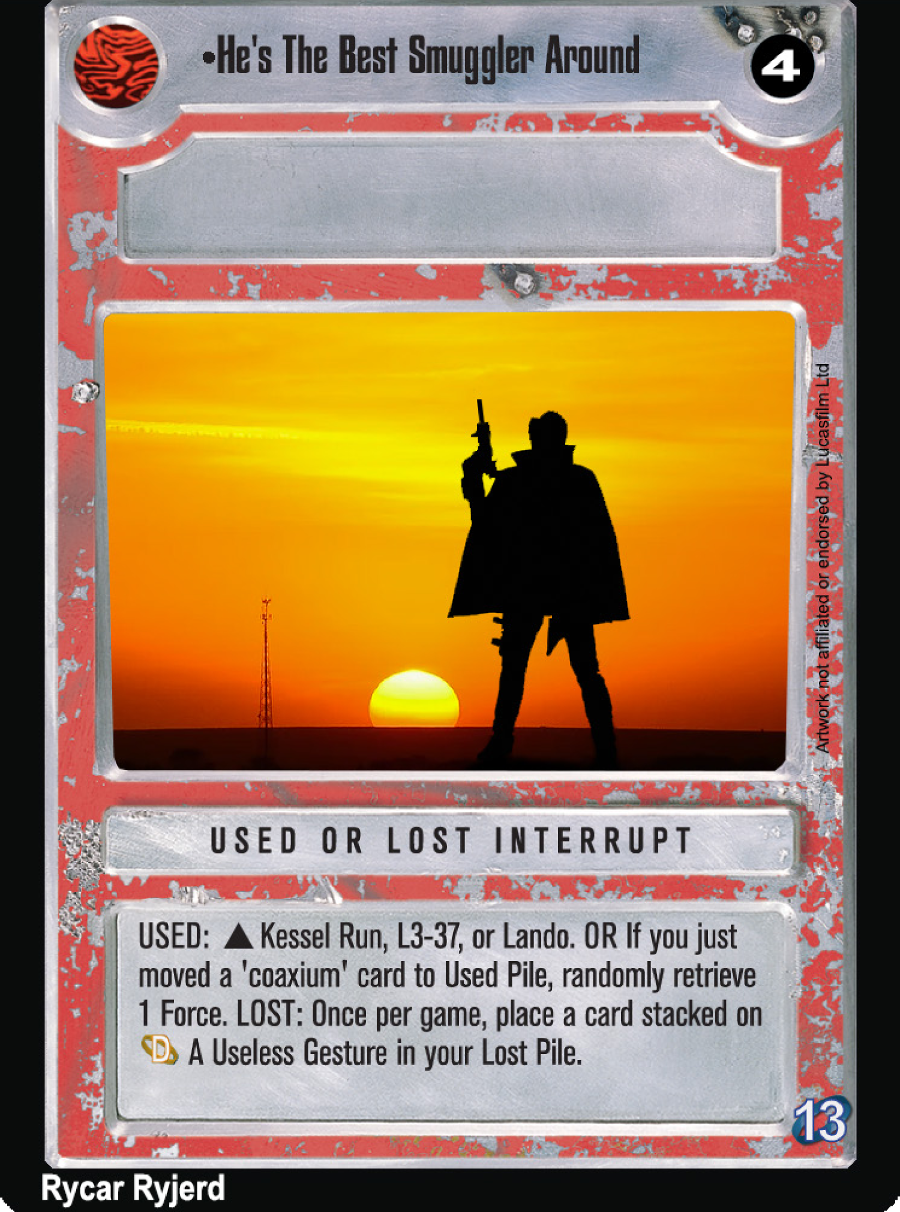 •He's The Best Smuggler Around
4
Artwork not affiliated or endorsed by Lucasfilm Ltd
USED OR LOST INTERRUPT
USED: ▲ Kessel Run, L3-37, or Lando. OR If you just
moved a 'coaxium' card to Used Pile, randomly retrieve
1 Force. LOST: Once per game, place a card stacked on
D A Useless Gesture in your Lost Pile.
13
Rycar Ryjerd